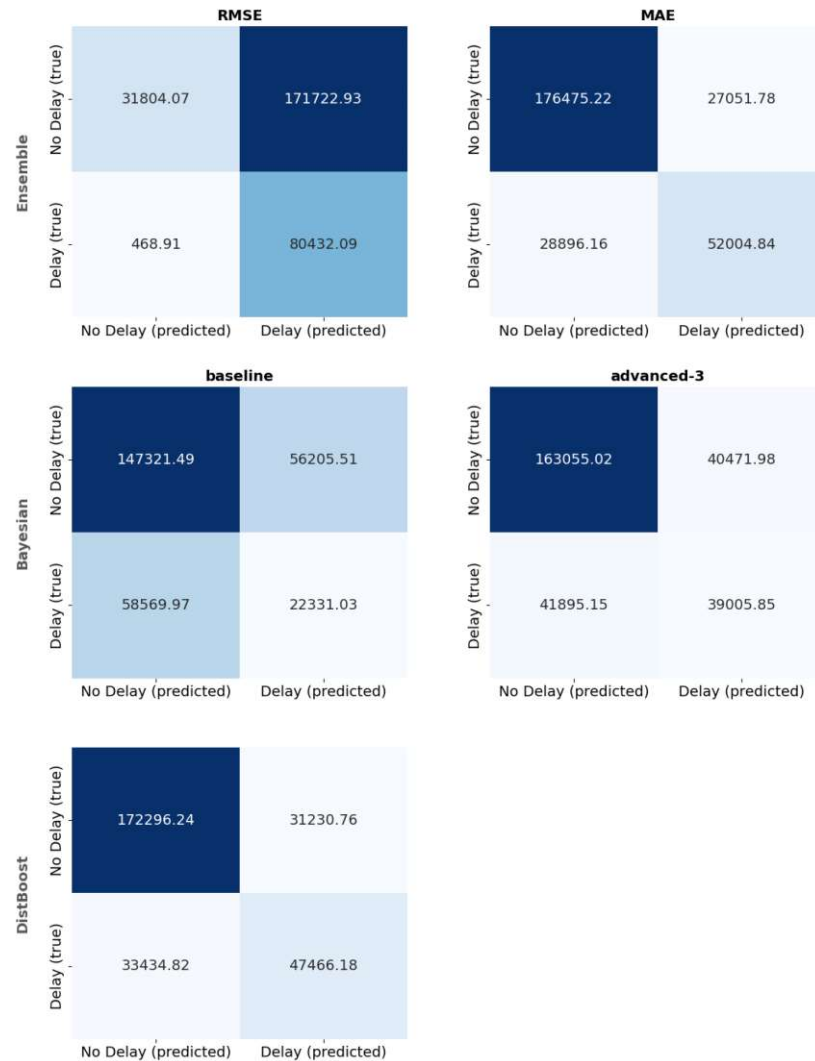 RMSE
MAE
Ensemble
No Delay (true)
31804.07
171722.93
Delay (true)
468.91
80432.09
No Delay (predicted)
Delay (predicted)
No Delay (true)
176475.22
27051.78
Delay (true)
28896.16
52004.84
No Delay (predicted)
Delay (predicted)
baseline
advanced-3
Bayesian
No Delay (true)
147321.49
56205.51
Delay (true)
58569.97
22331.03
No Delay (predicted)
Delay (predicted)
No Delay (true)
163055.02
40471.98
Delay (true)
41895.15
39005.85
No Delay (predicted)
Delay (predicted)
DistBoost
No Delay (true)
172296.24
31230.76
Delay (true)
33434.82
47466.18
No Delay (predicted)
Delay (predicted)